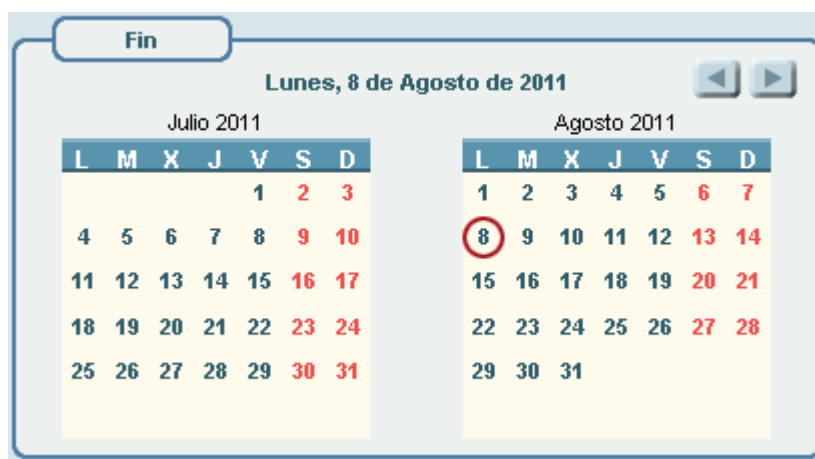 Fin
Lunes, 8 de Agosto de 2011
Julio 2011
L M X J V S D
1 2 3
4 5 6 7 8 9 10
11 12 13 14 15 16 17
18 19 20 21 22 23 24
25 26 27 28 29 30 31
Agosto 2011
L M X J V S D
1 2 3 4 5 6 7
8 9 10 11 12 13 14
15 16 17 18 19 20 21
22 23 24 25 26 27 28
29 30 31